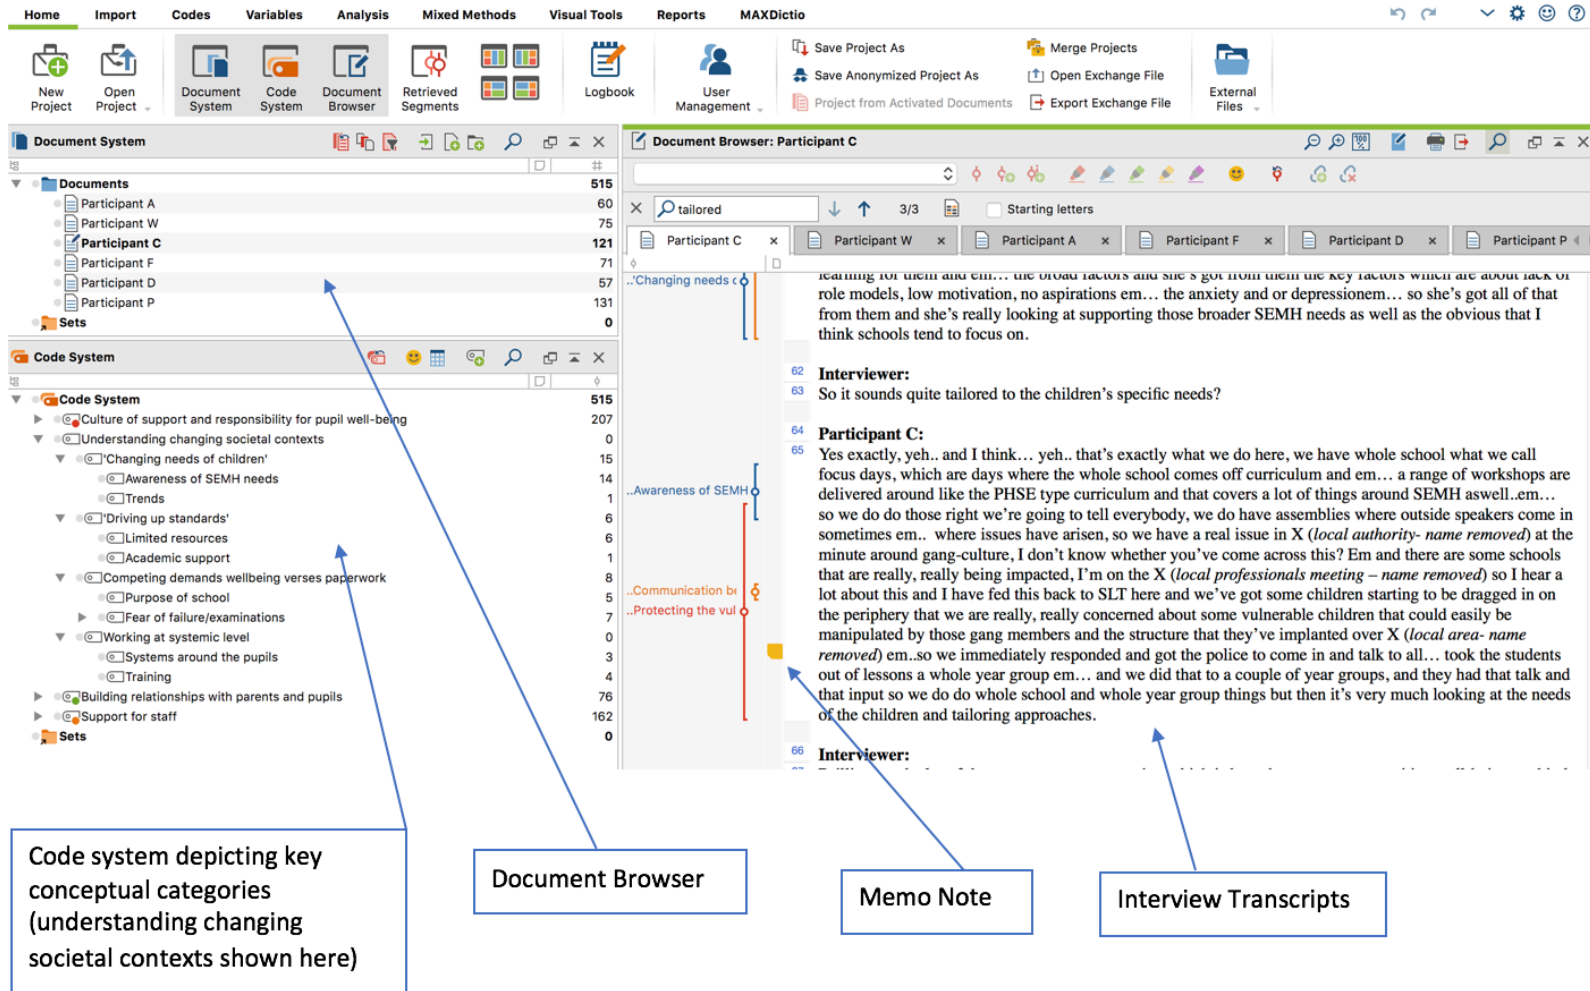 Home Import Codes Variables Analysis Mixed Methods Visual Tools Reports MAXDictio
New Project
Open Project
Document System
Code System
Document Browser
Retrieved Segments
Logbook
User Management
Save Project As
Save Anonymized Project As
Project from Activated Documents
Merge Projects
Open Exchange File
Export Exchange File
External Files
Document System
#
Documents 515
Participant A 60
Participant W 75
Participant C 121
Participant F 71
Participant D 57
Participant P 131
Sets 0
Code System
Code System 515
Culture of support and responsibility for pupil well-being 207
Understanding changing societal contexts 0
'Changing needs of children' 15
Awareness of SEMH needs 14
Trends 1
'Driving up standards' 6
Limited resources 6
Academic support 1
Competing demands wellbeing verses paperwork 8
Purpose of school 5
Fear of failure/examinations 7
Working at systemic level 0
Systems around the pupils 3
Training 4
Building relationships with parents and pupils 76
Support for staff 162
Sets 0
Document Browser: Participant C
100 %
tailored 3/3 Starting letters
Participant C × Participant W × Participant A × Participant F × Participant D × Participant P
..'Changing needs c
..Awareness of SEMH
..Communication be
..Protecting the vul
learning for them and em... the broad factors and she's got from them the key factors which are about lack of
role models, low motivation, no aspirations em... the anxiety and or depressionem... so she's got all of that
from them and she's really looking at supporting those broader SEMH needs as well as the obvious that I
think schools tend to focus on.
62 Interviewer:
63 So it sounds quite tailored to the children's specific needs?
64 Participant C:
65 Yes exactly, yeh.. and I think... yeh.. that's exactly what we do here, we have whole school what we call
focus days, which are days where the whole school comes off curriculum and em... a range of workshops are
delivered around like the PHSE type curriculum and that covers a lot of things around SEMH aswell..em...
so we do do those right we're going to tell everybody, we do have assemblies where outside speakers come in
sometimes em.. where issues have arisen, so we have a real issue in X (local authority- name removed) at the
minute around gang-culture, I don't know whether you've come across this? Em and there are some schools
that are really, really being impacted, I'm on the X (local professionals meeting – name removed) so I hear a
lot about this and I have fed this back to SLT here and we've got some children starting to be dragged in on
the periphery that we are really, really concerned about some vulnerable children that could easily be
manipulated by those gang members and the structure that they've implanted over X (local area- name
removed) em..so we immediately responded and got the police to come in and talk to all... took the students
out of lessons a whole year group em... and we did that to a couple of year groups, and they had that talk and
that input so we do do whole school and whole year group things but then it's very much looking at the needs
of the children and tailoring approaches.
66 Interviewer:
Code system depicting key
conceptual categories
(understanding changing
societal contexts shown here)
Document Browser
Memo Note
Interview Transcripts